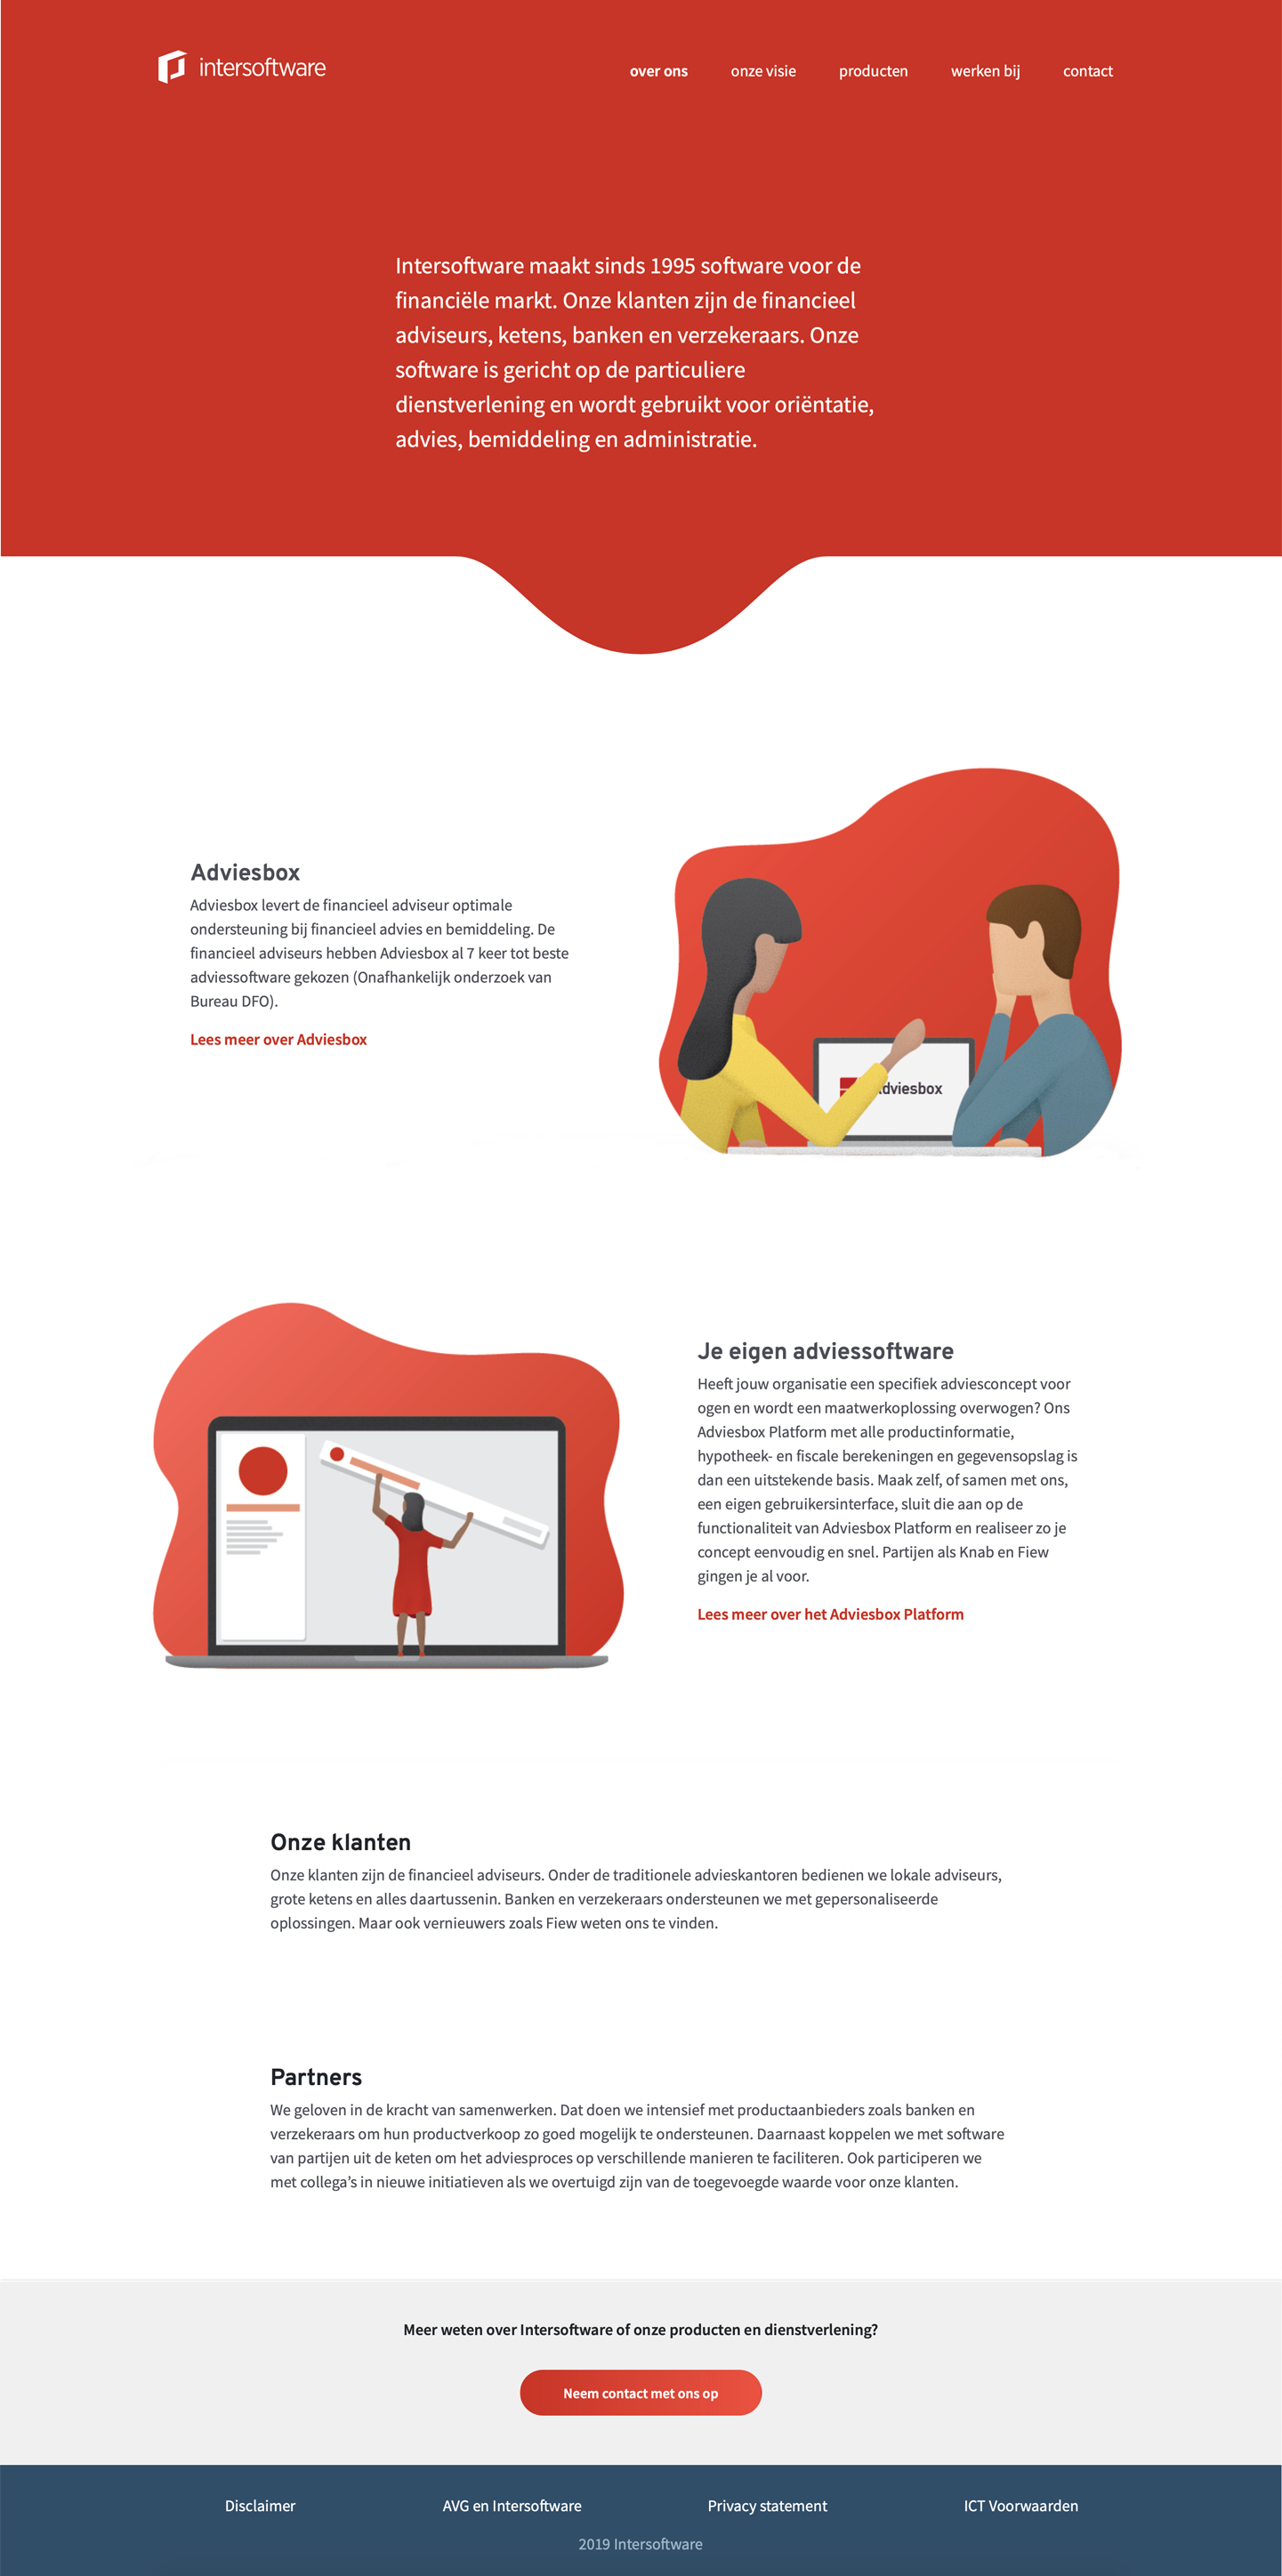 intersoftware
over ons
onze visie
producten
werken bij
contact
Intersoftware maakt sinds 1995 software voor de
financiële markt. Onze klanten zijn de financieel
adviseurs, ketens, banken en verzekeraars. Onze
software is gericht op de particuliere
dienstverlening en wordt gebruikt voor oriëntatie,
advies, bemiddeling en administratie.
Adviesbox
Adviesbox levert de financieel adviseur optimale
ondersteuning bij financieel advies en bemiddeling. De
financieel adviseurs hebben Adviesbox al 7 keer tot beste
adviessoftware gekozen (Onafhankelijk onderzoek van
Bureau DFO).
Lees meer over Adviesbox
dviesbox
Je eigen adviessoftware
Heeft jouw organisatie een specifiek adviesconcept voor
ogen en wordt een maatwerkoplossing overwogen? Ons
Adviesbox Platform met alle productinformatie,
hypotheek- en fiscale berekeningen en gegevensopslag is
dan een uitstekende basis. Maak zelf, of samen met ons,
een eigen gebruikersinterface, sluit die aan op de
functionaliteit van Adviesbox Platform en realiseer zo je
concept eenvoudig en snel. Partijen als Knab en Fiew
gingen je al voor.
Lees meer over het Adviesbox Platform
Onze klanten
Onze klanten zijn de financieel adviseurs. Onder de traditionele advieskantoren bedienen we lokale adviseurs,
grote ketens en alles daartussenin. Banken en verzekeraars ondersteunen we met gepersonaliseerde
oplossingen. Maar ook vernieuwers zoals Fiew weten ons te vinden.
Partners
We geloven in de kracht van samenwerken. Dat doen we intensief met productaanbieders zoals banken en
verzekeraars om hun productverkoop zo goed mogelijk te ondersteunen. Daarnaast koppelen we met software
van partijen uit de keten om het adviesproces op verschillende manieren te faciliteren. Ook participeren we
met collega’s in nieuwe initiatieven als we overtuigd zijn van de toegevoegde waarde voor onze klanten.
Meer weten over Intersoftware of onze producten en dienstverlening?
Neem contact met ons op
Disclaimer
AVG en Intersoftware
Privacy statement
ICT Voorwaarden
2019 Intersoftware